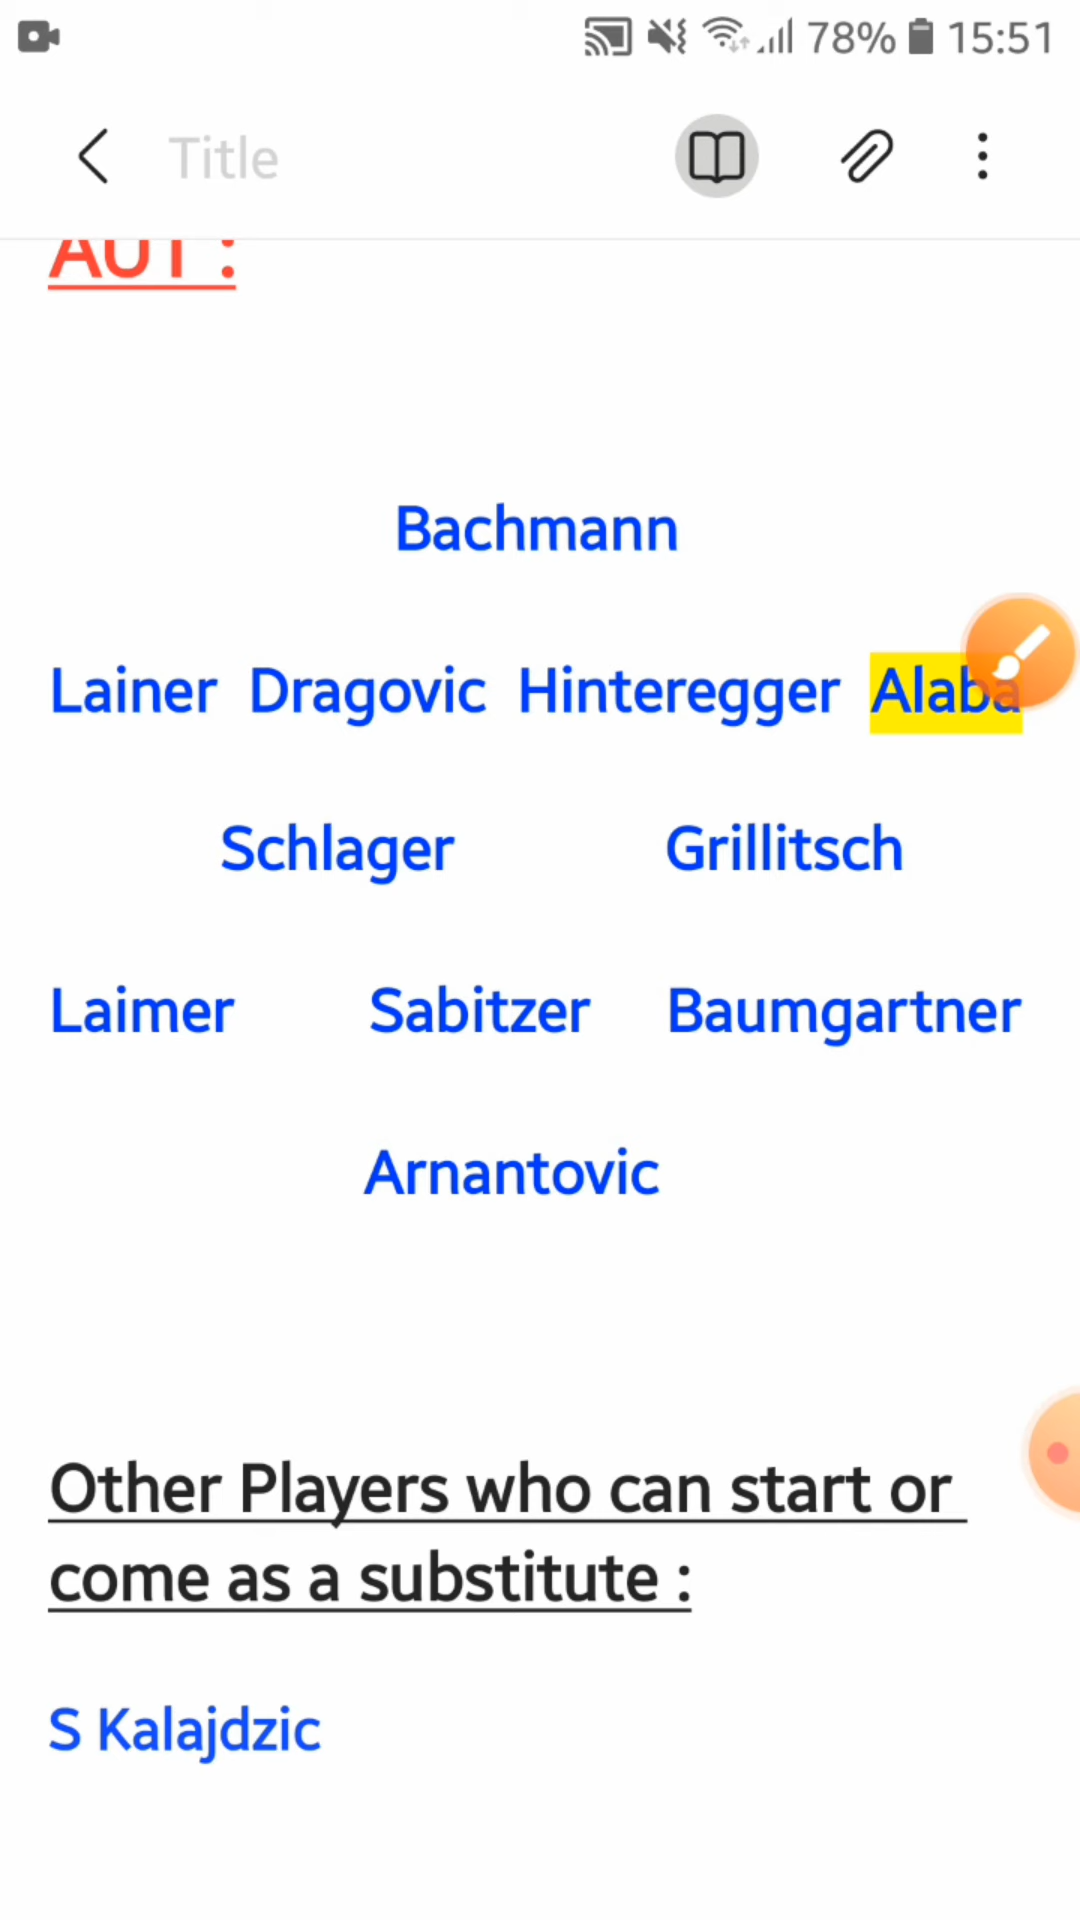 78% 15:51
Title
AUT :
Bachmann
Lainer Dragovic Hinteregger Alaba
Schlager Grillitsch
Laimer Sabitzer Baumgartner
Arnantovic
Other Players who can start or
come as a substitute :
S Kalajdzic